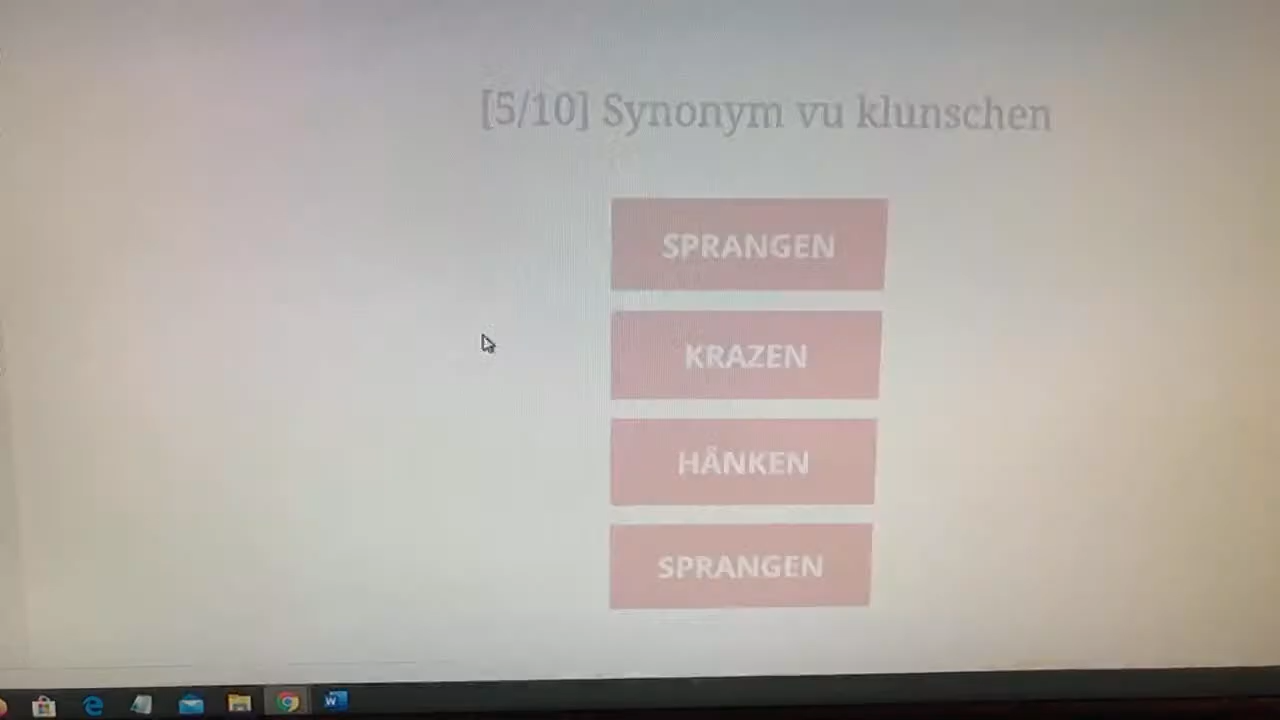 [5/10] Synonym vu klunschen
SPRANGEN
KRAZEN
HÄNKEN
SPRANGEN